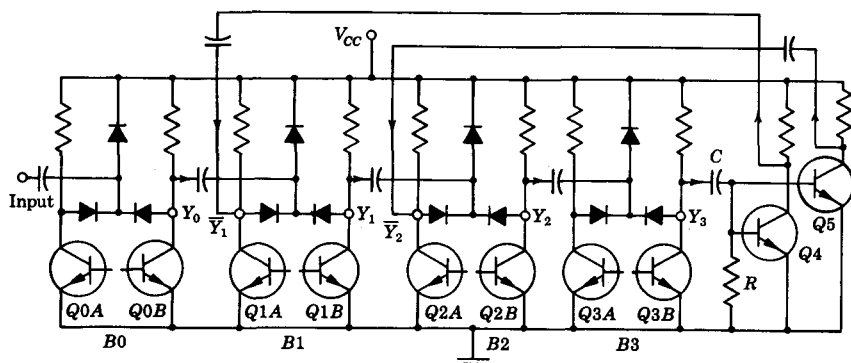 V_CC
C
Input
Y_0
Y̅_1
Y_1
Y̅_2
Y_2
Y_3
Q5
Q4
R
Q0A Q0B
Q1A Q1B
Q2A Q2B
Q3A Q3B
B0 B1 B2 B3